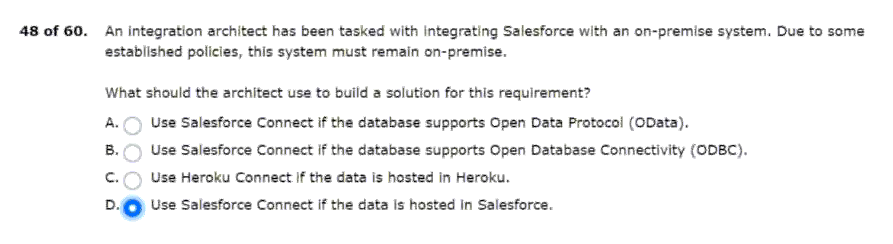 48 of 60. An integration architect has been tasked with integrating Salesforce with an on-premise system. Due to some
established policies, this system must remain on-premise.
What should the architect use to build a solution for this requirement?
A. Use Salesforce Connect if the database supports Open Data Protocol (OData).
B. Use Salesforce Connect if the database supports Open Database Connectivity (ODBC).
C. Use Heroku Connect if the data is hosted in Heroku.
D. Use Salesforce Connect if the data is hosted in Salesforce.